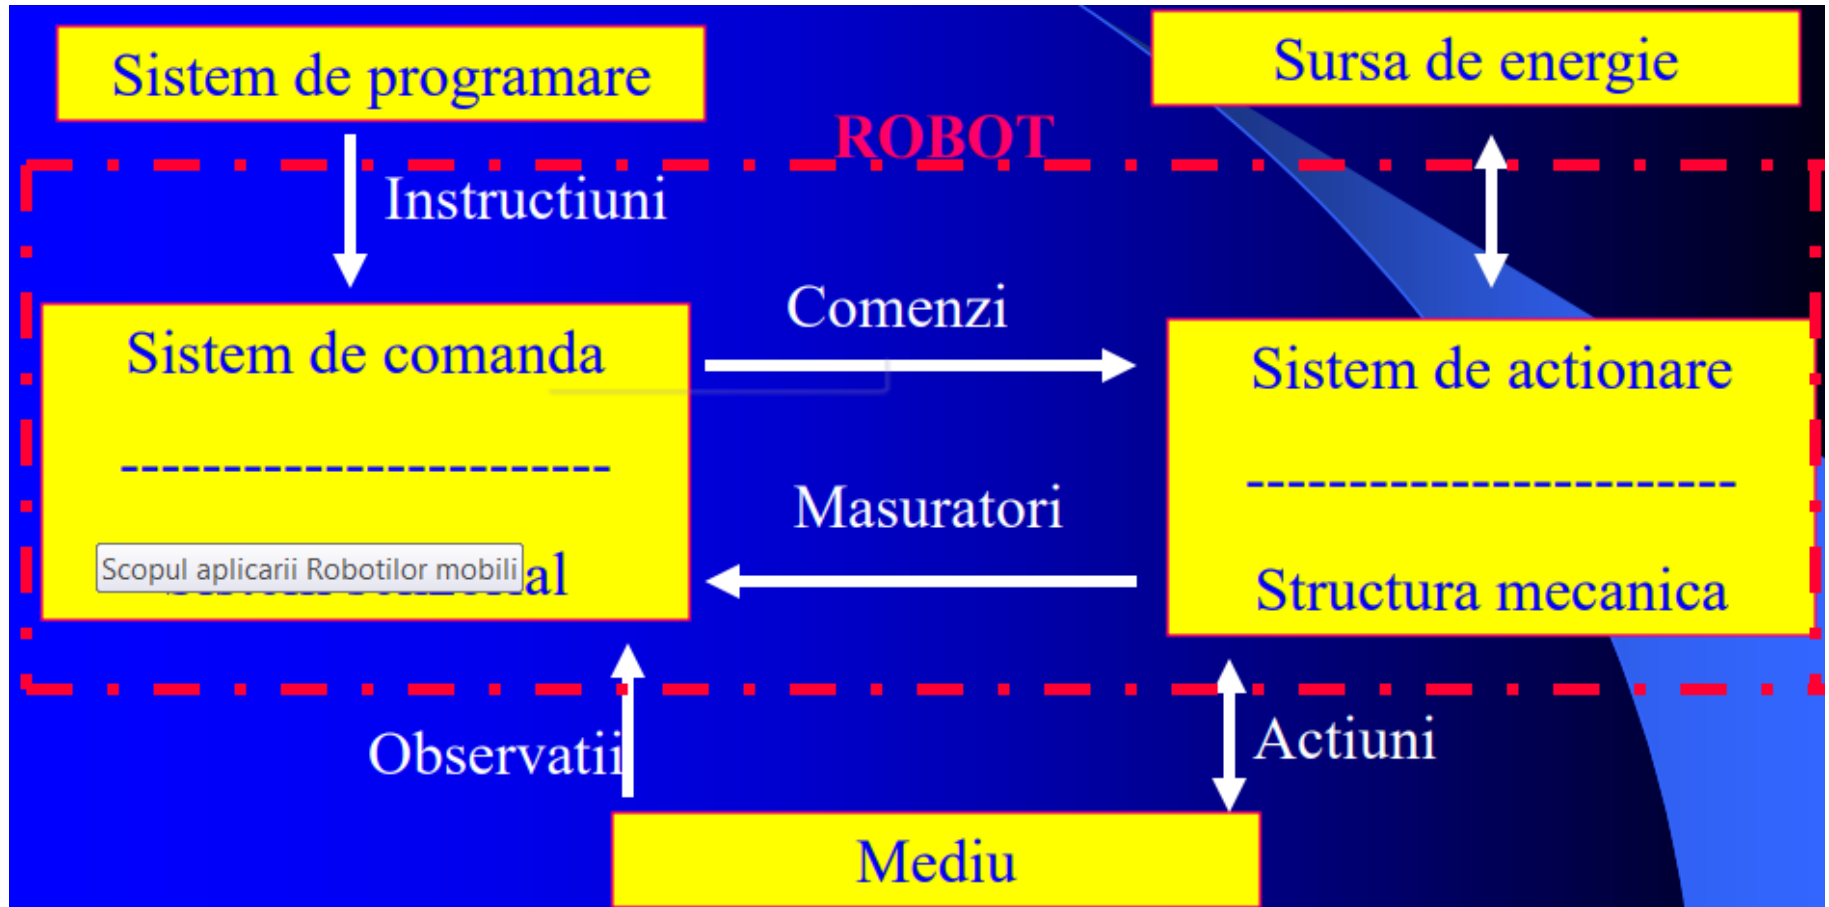 Sistem de programare
Sursa de energie
ROBOT
Instructiuni
Comenzi
Sistem de comanda
Sistem de actionare
-------------------------
-------------------------
Masuratori
Scopul aplicarii Robotilor mobili
al
Structura mecanica
Observatii
Actiuni
Mediu